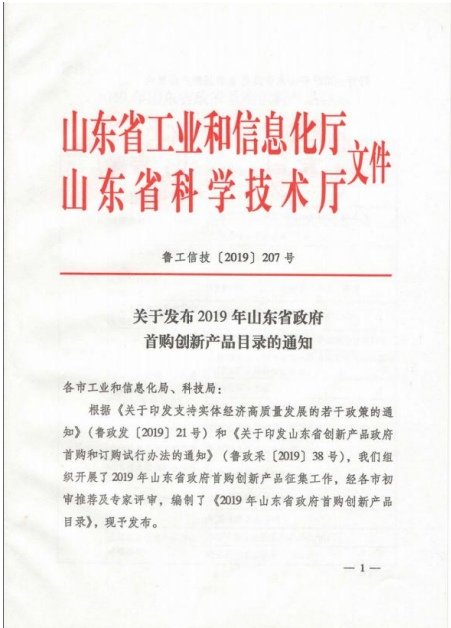 山东省工业和信息化厅
山东省科学技术厅
文件
鲁工信技〔2019〕207号
关于发布2019年山东省政府
首购创新产品目录的通知
各市工业和信息化局、科技局：
根据《关于印发支持实体经济高质量发展的若干政策的通
知》（鲁政发〔2019〕21号）和《关于印发山东省创新产品政府
首购和订购试行办法的通知》（鲁政采〔2019〕38号），我们组
织开展了2019年山东省政府首购创新产品征集工作，经各市初
审推荐及专家评审，编制了《2019年山东省政府首购创新产品
目录》，现予发布。
— 1 —